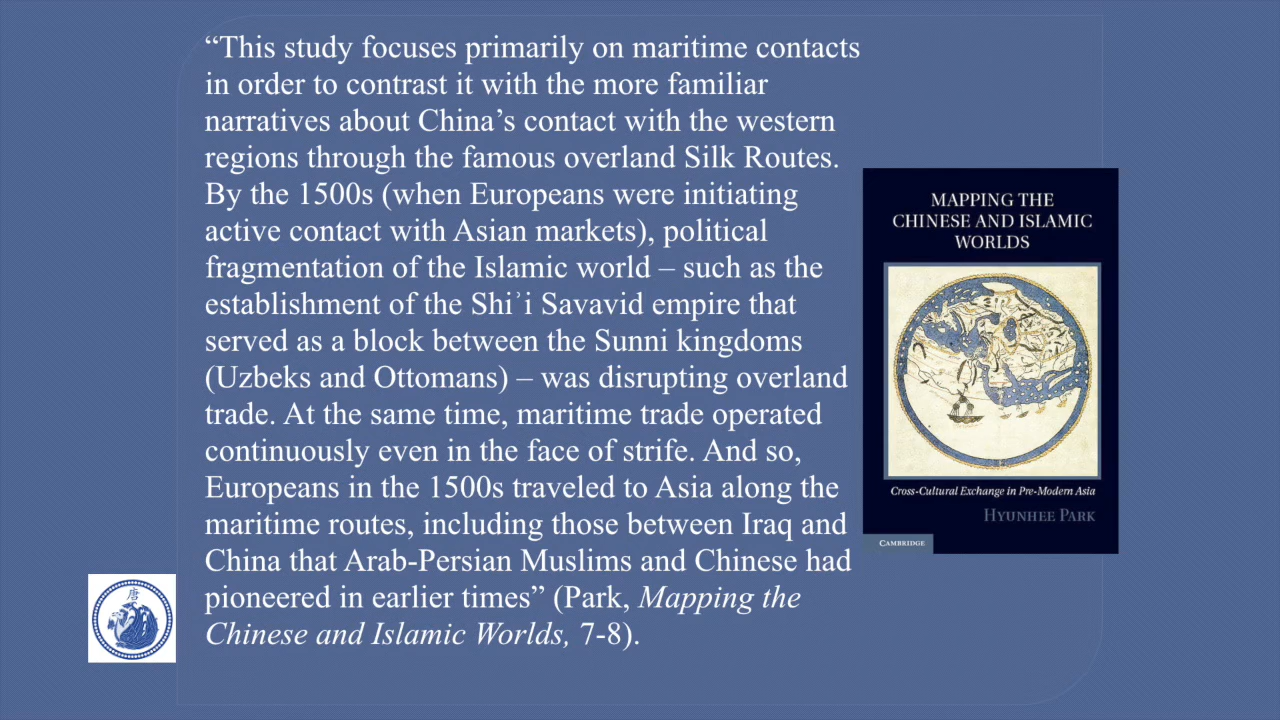 “This study focuses primarily on maritime contacts
in order to contrast it with the more familiar
narratives about China’s contact with the western
regions through the famous overland Silk Routes.
By the 1500s (when Europeans were initiating
active contact with Asian markets), political
fragmentation of the Islamic world – such as the
establishment of the Shiʾi Savavid empire that
served as a block between the Sunni kingdoms
(Uzbeks and Ottomans) – was disrupting overland
trade. At the same time, maritime trade operated
continuously even in the face of strife. And so,
Europeans in the 1500s traveled to Asia along the
maritime routes, including those between Iraq and
China that Arab-Persian Muslims and Chinese had
pioneered in earlier times” (Park, Mapping the
Chinese and Islamic Worlds, 7-8).
MAPPING THE
CHINESE AND ISLAMIC
WORLDS
Cross-Cultural Exchange in Pre-Modern Asia
HYUNHEE PARK
CAMBRIDGE
唐